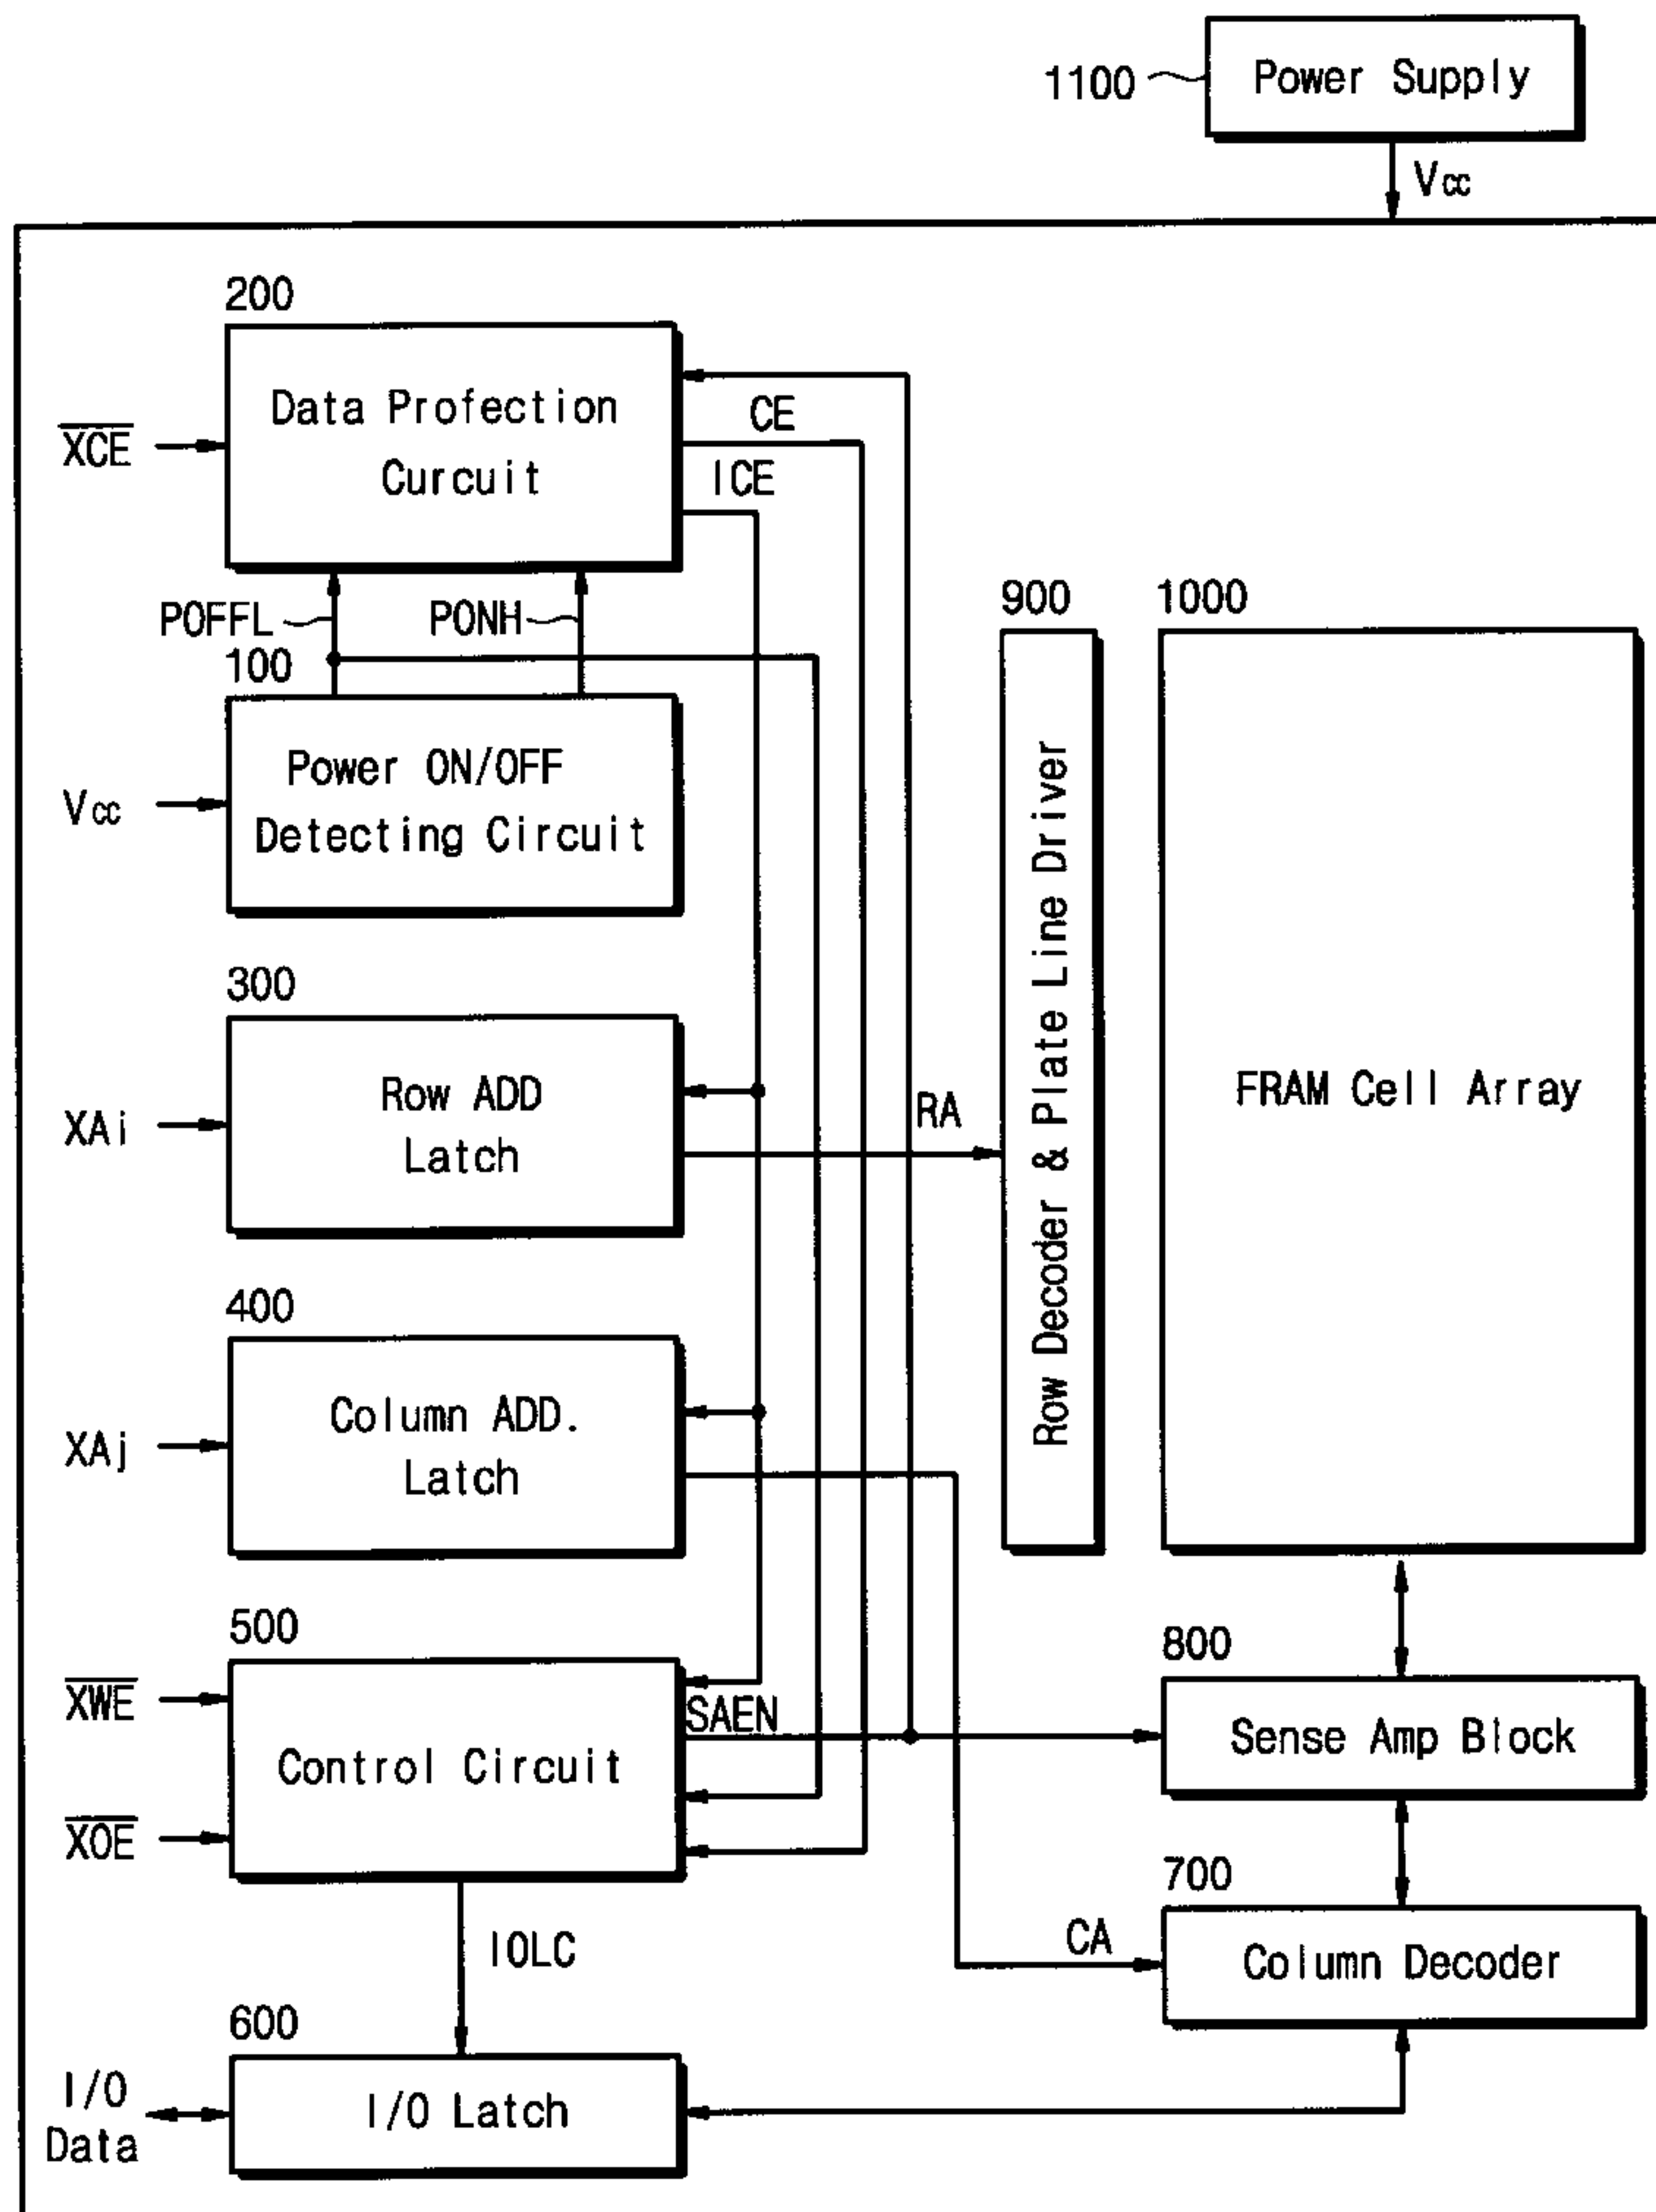 1100
Power Supply
Vcc
200
Data Profection
Curcuit
XCE
CE
ICE
POFFL
PONH
100
Power ON/OFF
Detecting Circuit
Vcc
900
Row Decoder & Plate Line Driver
1000
FRAM Cell Array
300
Row ADD
Latch
XAi
RA
400
Column ADD.
Latch
XAj
500
Control Circuit
XWE
XOE
SAEN
800
Sense Amp Block
700
Column Decoder
CA
IOLC
600
I/O Latch
I/O
Data